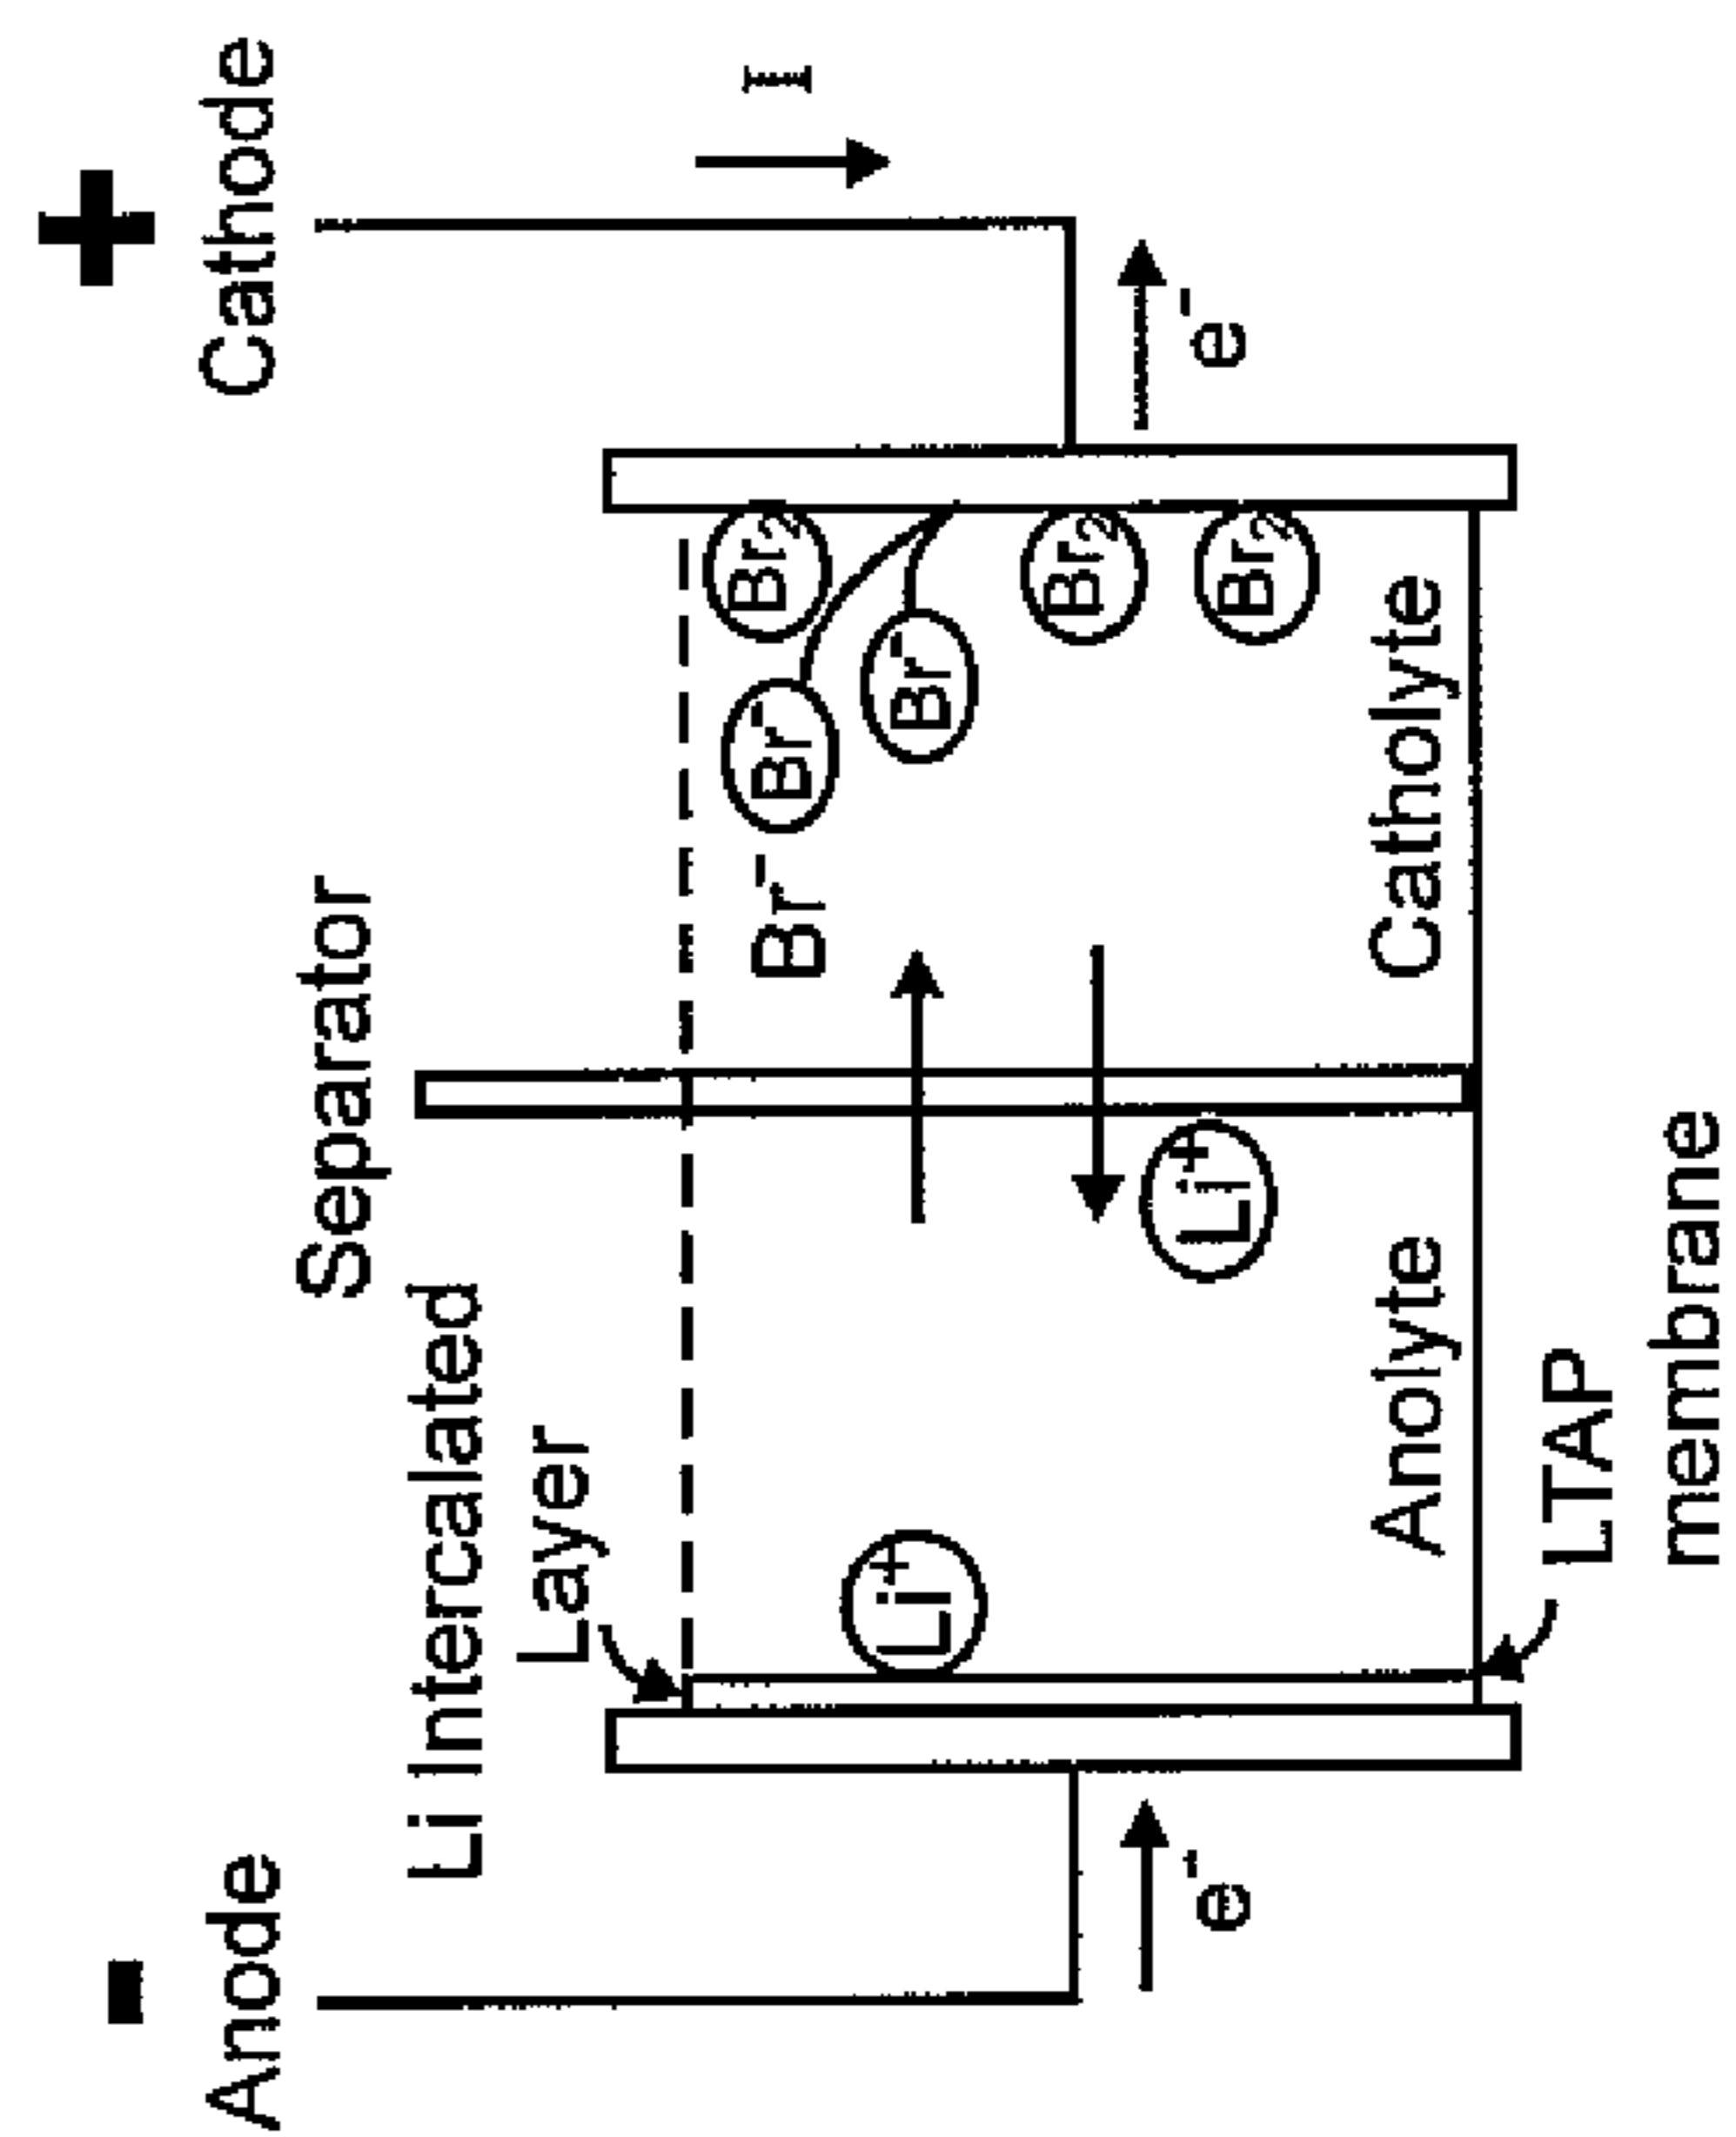 -
+
Anode
Cathode
Separator
Li Intercalated
Layer
I
Br₂
Br⁻
Br⁻
Br⁻
Br₂
Br₂
Li⁺
Li⁺
e⁻
e⁻
Anolyte
Catholyte
LTAP
membrane